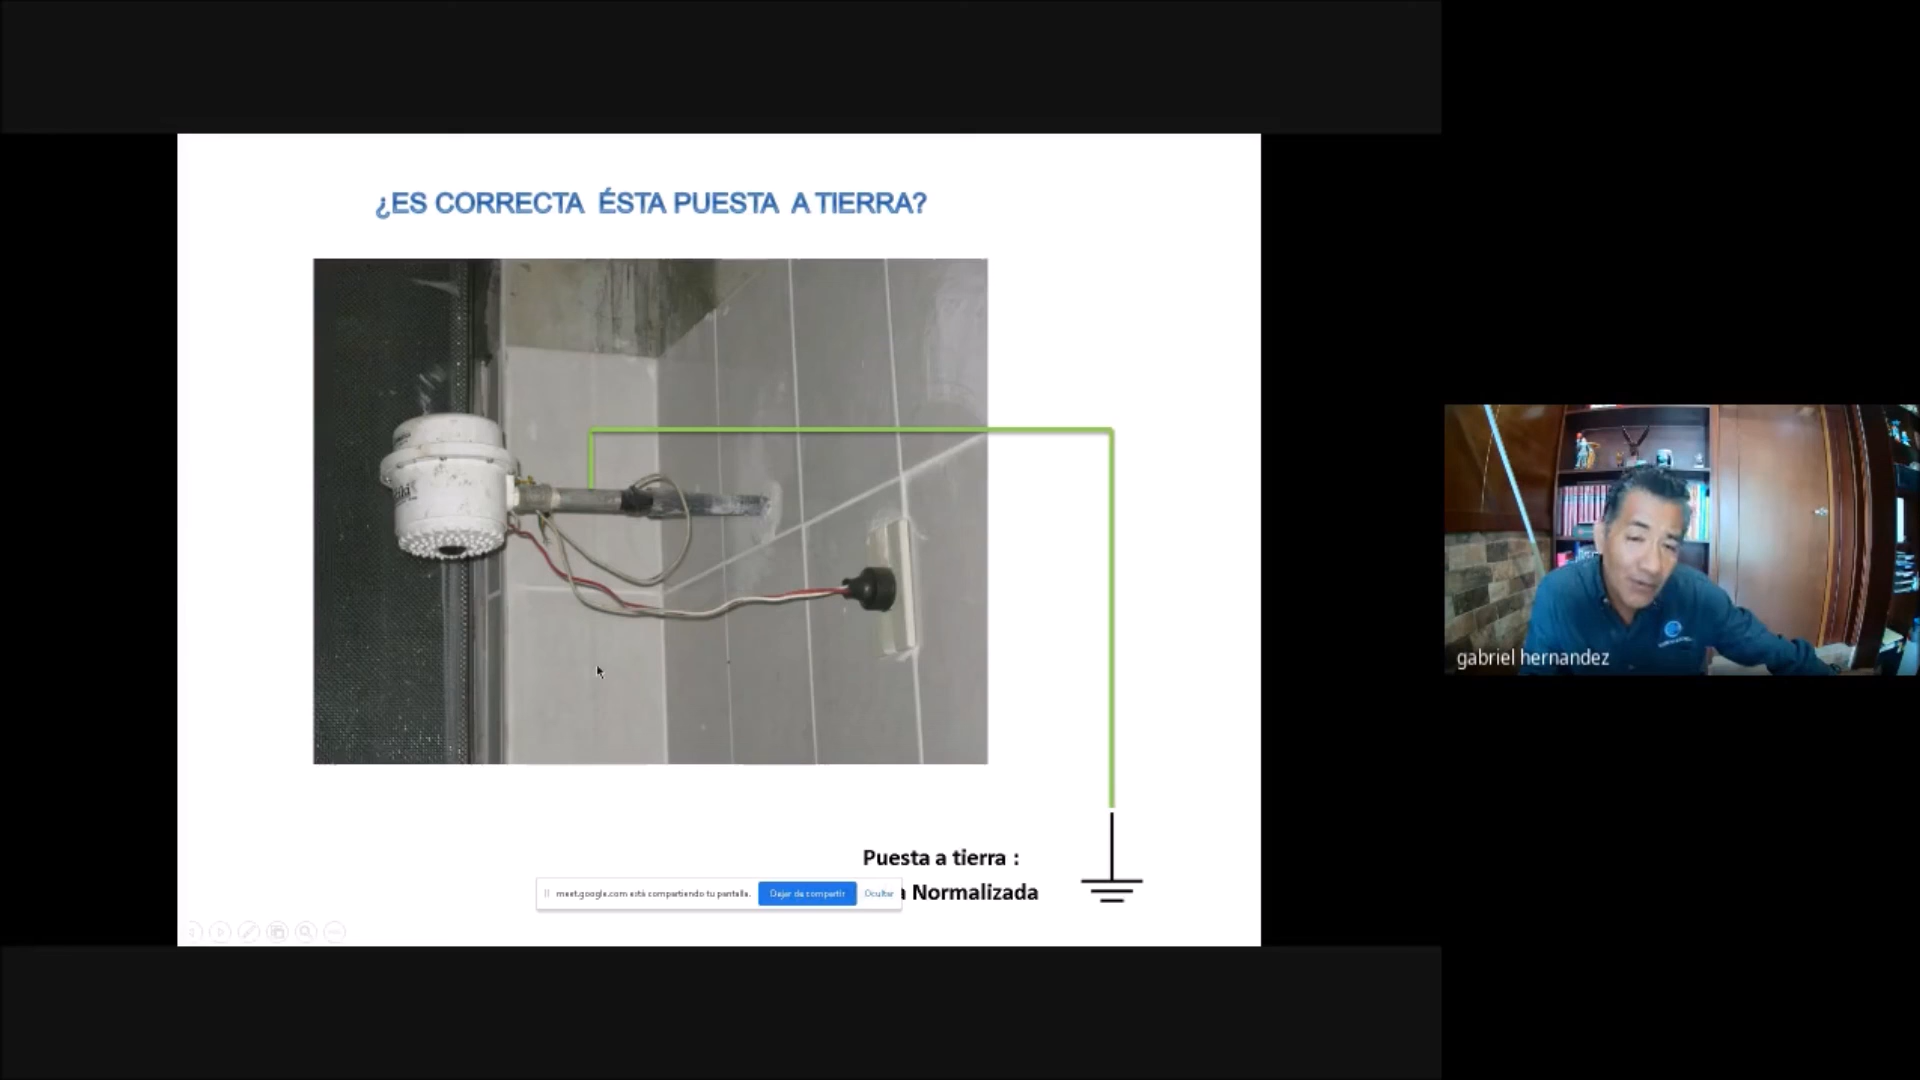 ¿ES CORRECTA ÉSTA PUESTA A TIERRA?
Puesta a tierra :
a Normalizada
meet.google.com está compartiendo tu pantalla.
Dejar de compartir
Ocultar
gabriel hernandez